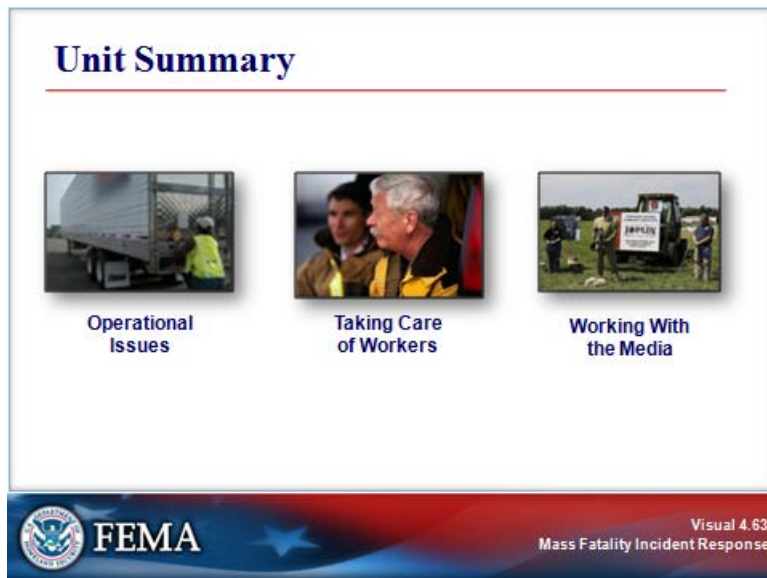 Unit Summary
Operational
Issues
Taking Care
of Workers
Working With
the Media
JOPLIN
FEMA
Visual 4.63
Mass Fatality Incident Response